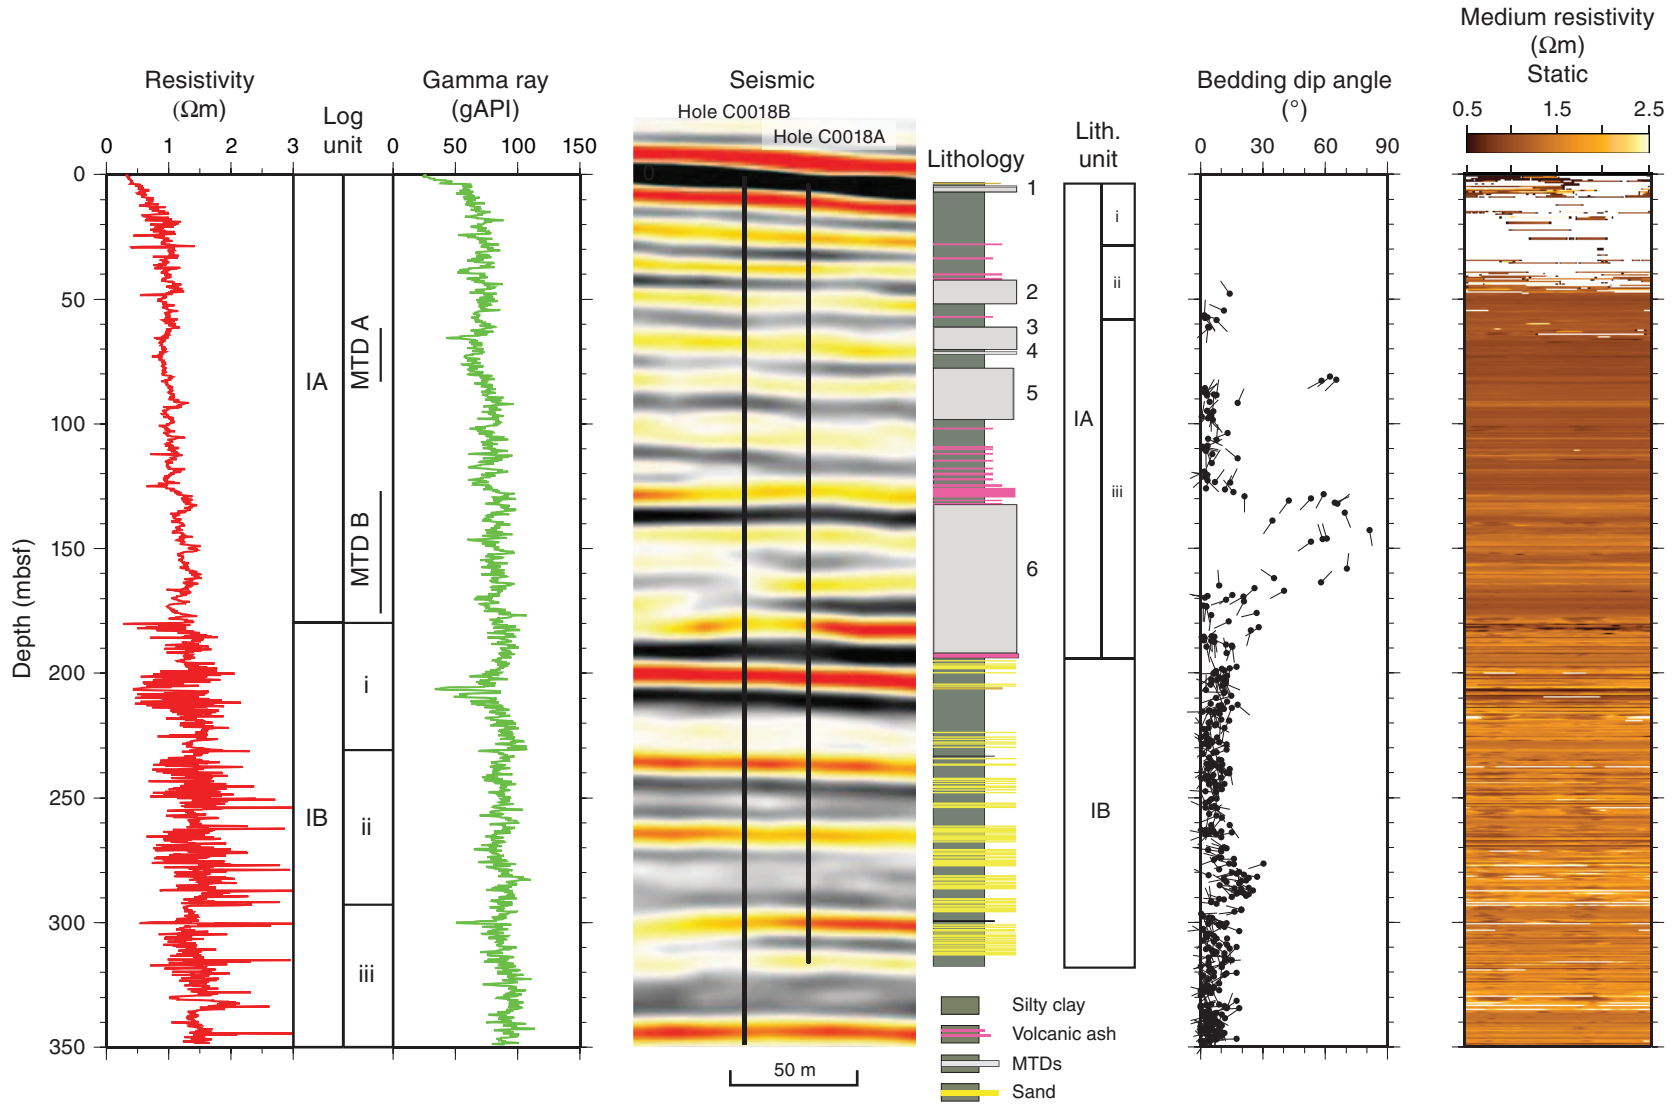 Resistivity
(Ωm)
0 1 2 3
Log
unit
Gamma ray
(gAPI)
0 50 100 150
Seismic
Hole C0018B
Hole C0018A
0
Lithology
Lith.
unit
Bedding dip angle
(°)
0 30 60 90
Medium resistivity
(Ωm)
Static
0.5 1.5 2.5
Depth (mbsf)
0
50
100
150
200
250
300
350
IA
MTD A
MTD B
IB
i
ii
iii
1
2
3
4
5
6
IA
i
ii
iii
IB
50 m
Silty clay
Volcanic ash
MTDs
Sand